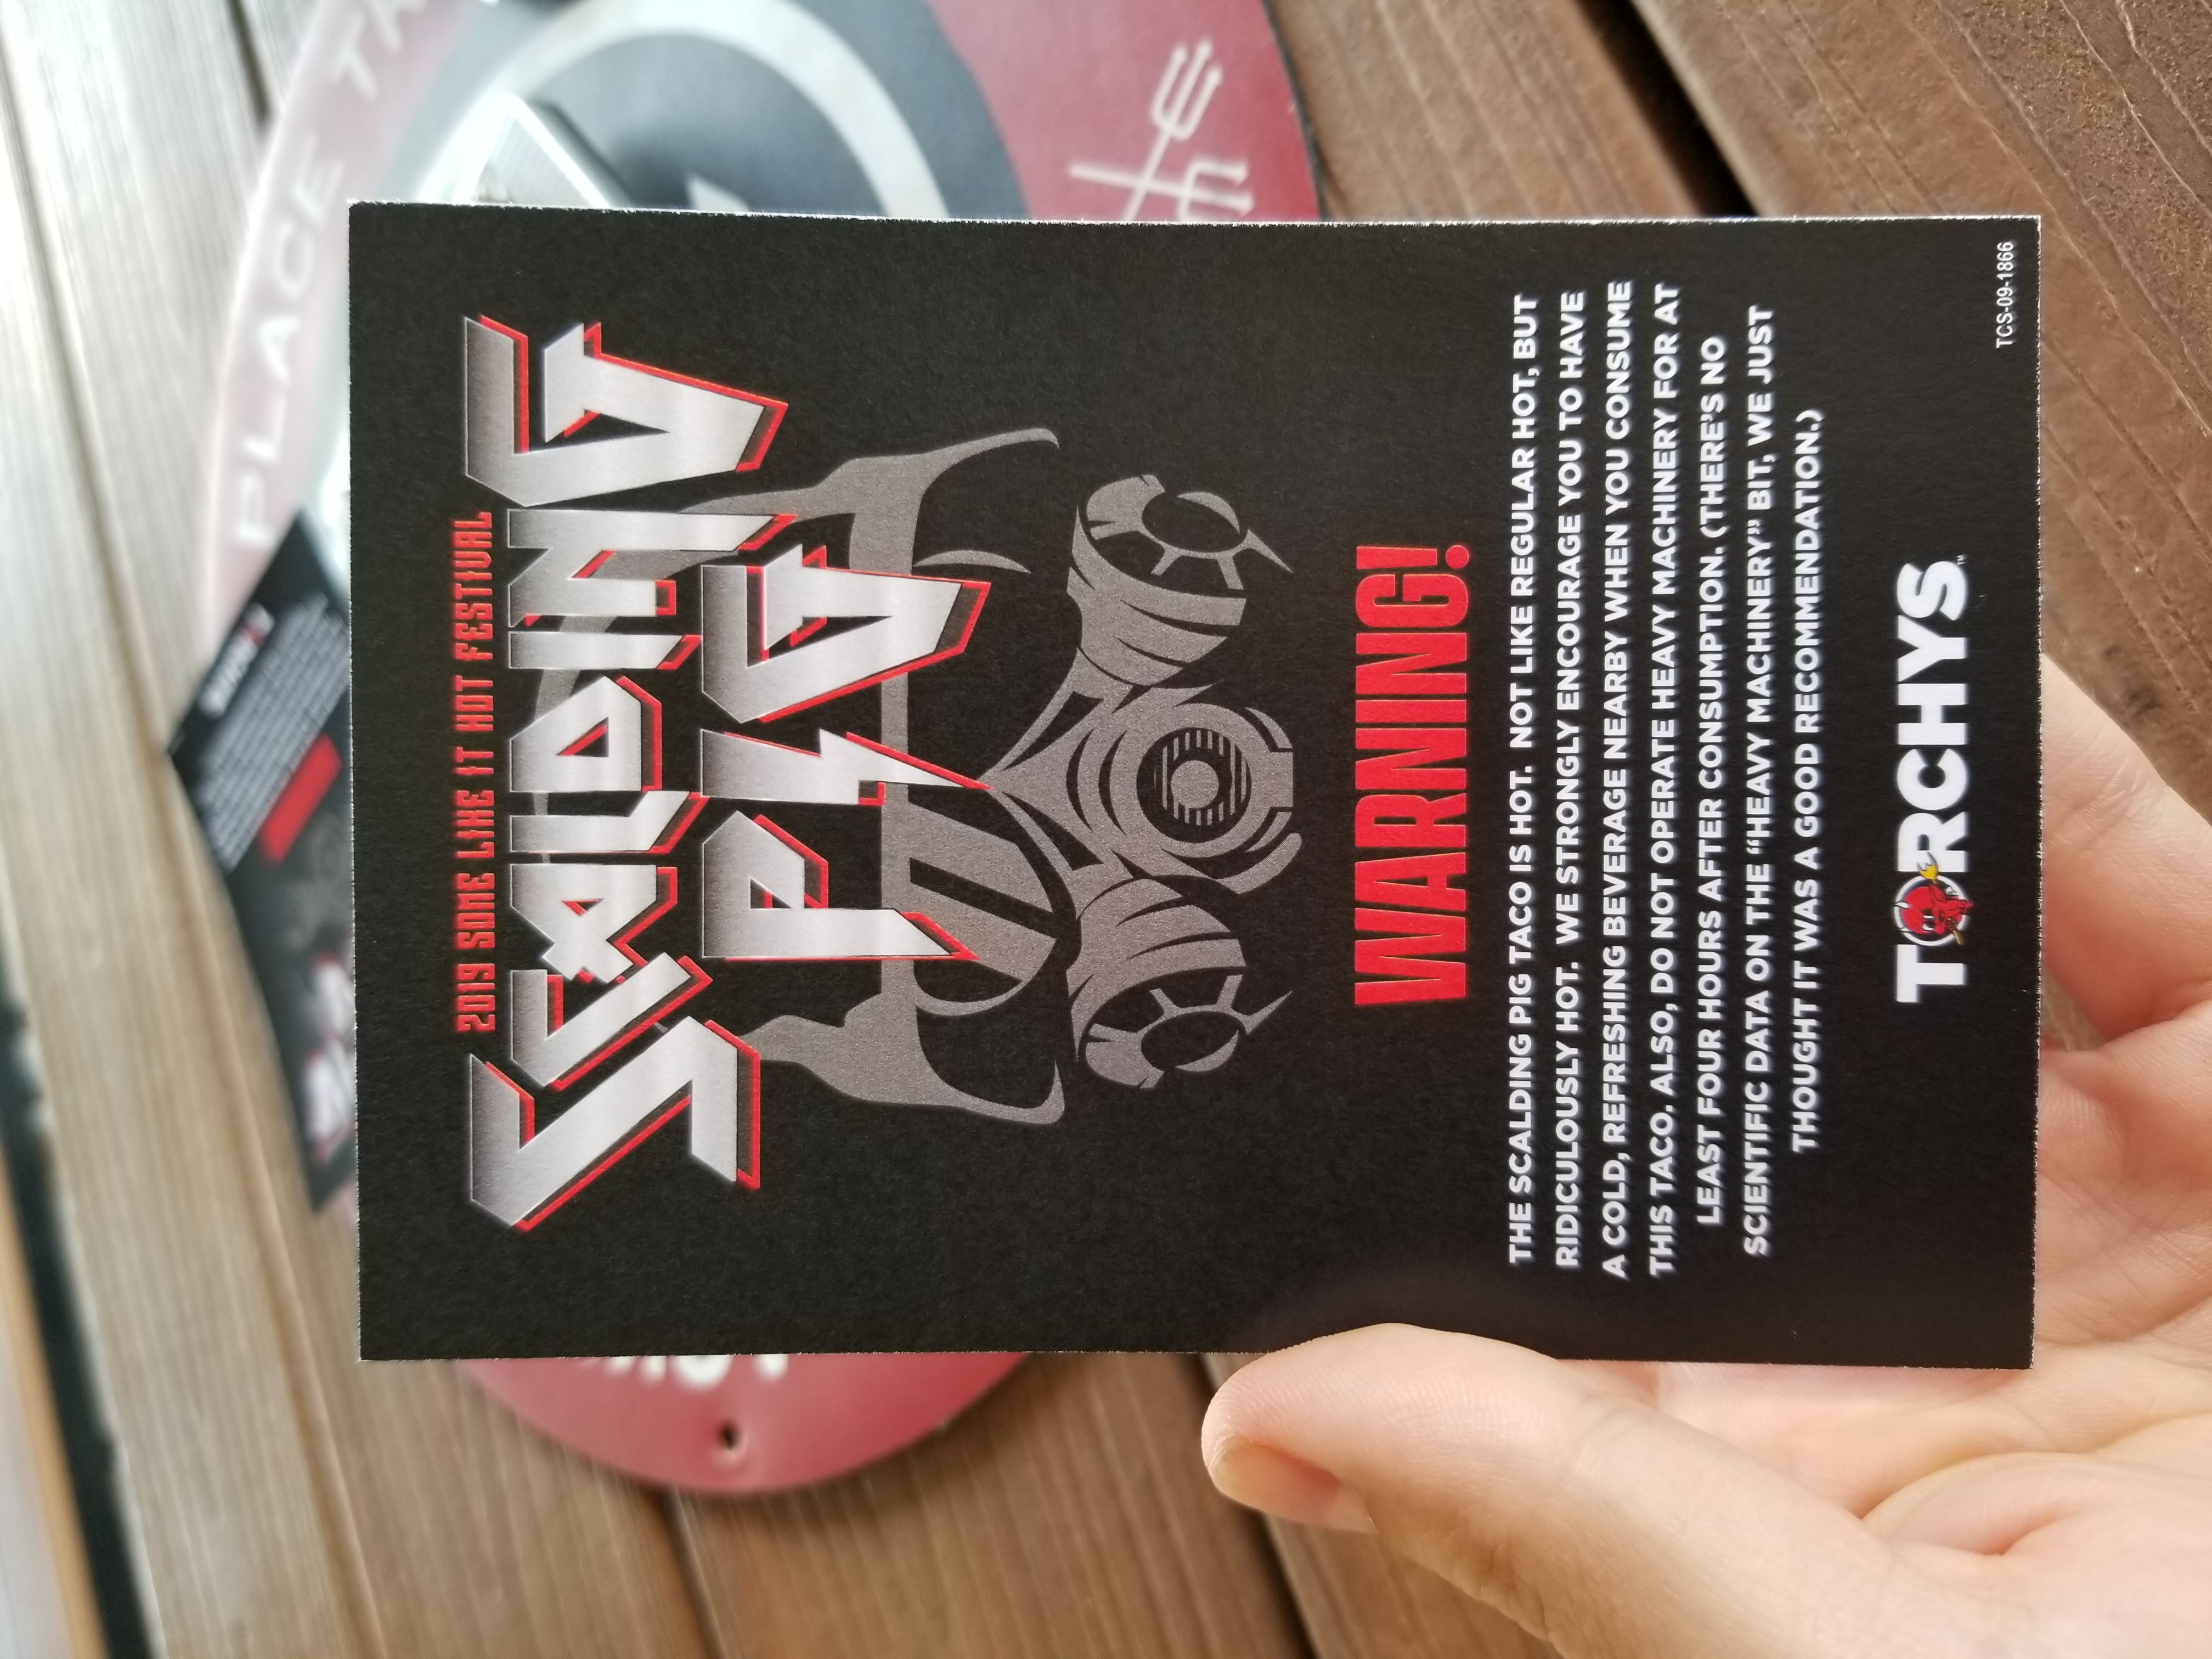 PLACE
2019 SOME LIKE IT HOT FESTIVAL
SCALDING
PIG
WARNING!
THE SCALDING PIG TACO IS HOT. NOT LIKE REGULAR HOT, BUT
RIDICULOUSLY HOT. WE STRONGLY ENCOURAGE YOU TO HAVE
A COLD, REFRESHING BEVERAGE NEARBY WHEN YOU CONSUME
THIS TACO. ALSO, DO NOT OPERATE HEAVY MACHINERY FOR AT
LEAST FOUR HOURS AFTER CONSUMPTION. (THERE'S NO
SCIENTIFIC DATA ON THE “HEAVY MACHINERY” BIT, WE JUST
THOUGHT IT WAS A GOOD RECOMMENDATION.)
TORCHYS™
TCS-09-1866